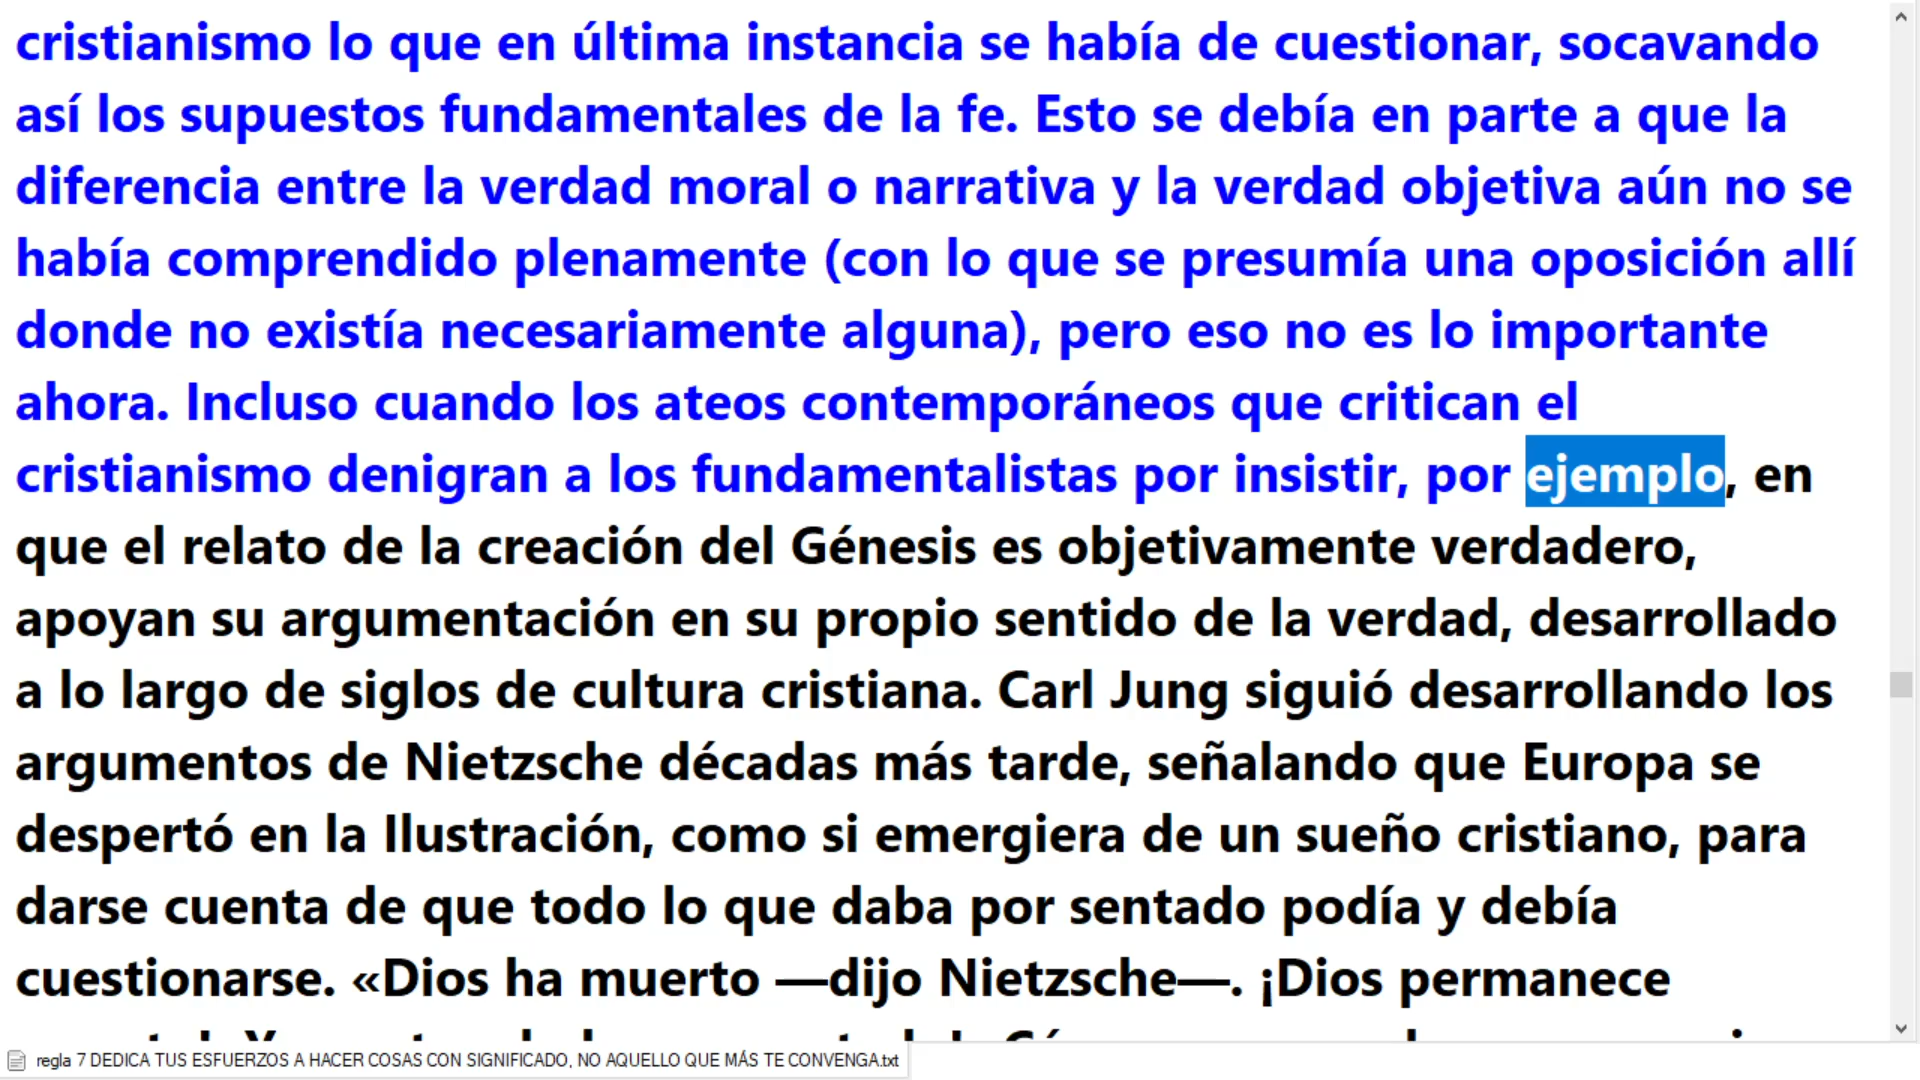 cristianismo lo que en última instancia se había de cuestionar, socavando
así los supuestos fundamentales de la fe. Esto se debía en parte a que la
diferencia entre la verdad moral o narrativa y la verdad objetiva aún no se
había comprendido plenamente (con lo que se presumía una oposición allí
donde no existía necesariamente alguna), pero eso no es lo importante
ahora. Incluso cuando los ateos contemporáneos que critican el
cristianismo denigran a los fundamentalistas por insistir, por ejemplo, en
que el relato de la creación del Génesis es objetivamente verdadero,
apoyan su argumentación en su propio sentido de la verdad, desarrollado
a lo largo de siglos de cultura cristiana. Carl Jung siguió desarrollando los
argumentos de Nietzsche décadas más tarde, señalando que Europa se
despertó en la Ilustración, como si emergiera de un sueño cristiano, para
darse cuenta de que todo lo que daba por sentado podía y debía
cuestionarse. «Dios ha muerto —dijo Nietzsche—. ¡Dios permanece
regla 7 DEDICA TUS ESFUERZOS A HACER COSAS CON SIGNIFICADO, NO AQUELLO QUE MÁS TE CONVENGA.txt